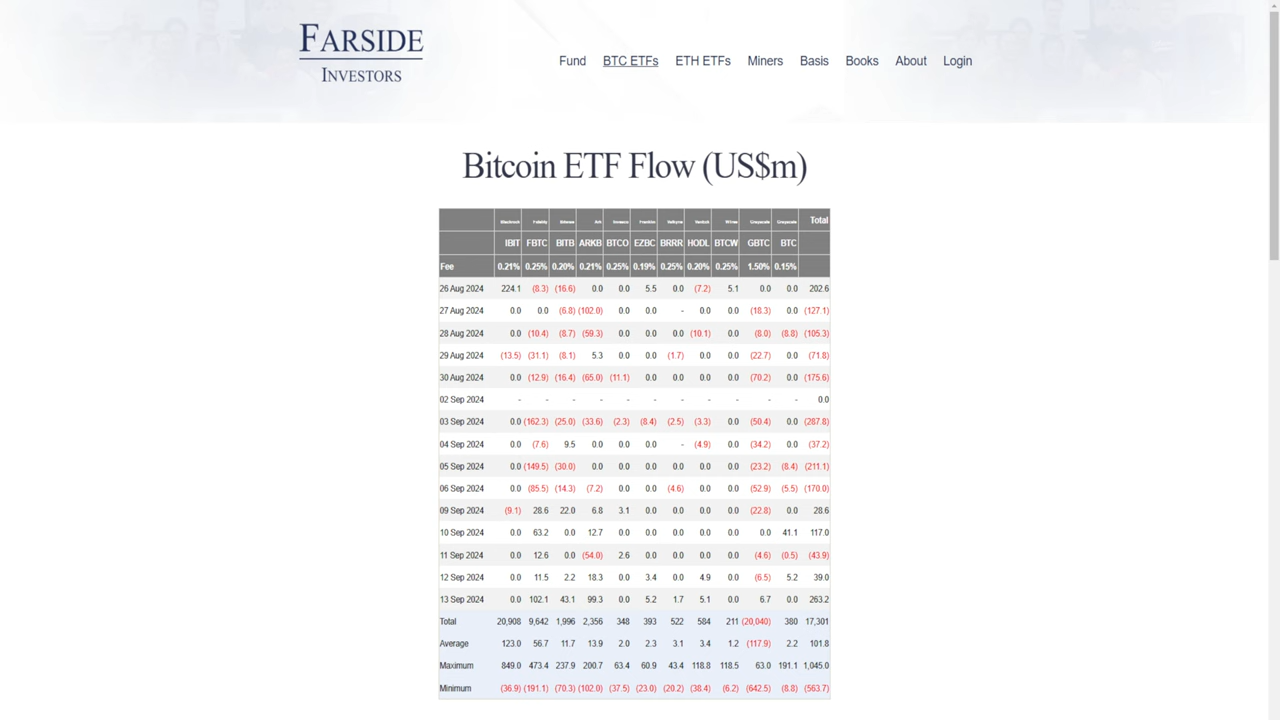 FARSIDE
INVESTORS
Fund BTC ETFs ETH ETFs Miners Basis Books About Login
Bitcoin ETF Flow (US$m)
Total
IBIT FBTC BITB ARKB BTCO EZBC BRRR HODL BTCW GBTC BTC
Fee 0.21% 0.25% 0.20% 0.21% 0.25% 0.19% 0.25% 0.20% 0.25% 1.50% 0.15%
26 Aug 2024 224.1 (8.3) (16.6) 0.0 0.0 5.5 0.0 (7.2) 5.1 0.0 0.0 202.6
27 Aug 2024 0.0 0.0 (6.8) (102.0) 0.0 0.0 - 0.0 0.0 (18.3) 0.0 (127.1)
28 Aug 2024 0.0 (10.4) (8.7) (59.3) 0.0 0.0 0.0 (10.1) 0.0 (8.0) (8.8) (105.3)
29 Aug 2024 (13.5) (31.1) (8.1) 5.3 0.0 0.0 (1.7) 0.0 0.0 (22.7) 0.0 (71.8)
30 Aug 2024 0.0 (12.9) (16.4) (65.0) (11.1) 0.0 0.0 0.0 0.0 (70.2) 0.0 (175.6)
02 Sep 2024 - - - - - - - - - - - 0.0
03 Sep 2024 0.0 (162.3) (25.0) (33.6) (2.3) (8.4) (2.5) (3.3) 0.0 (50.4) 0.0 (287.8)
04 Sep 2024 0.0 (7.6) 9.5 0.0 0.0 0.0 - (4.9) 0.0 (34.2) 0.0 (37.2)
05 Sep 2024 0.0 (149.5) (30.0) 0.0 0.0 0.0 0.0 0.0 0.0 (23.2) (8.4) (211.1)
06 Sep 2024 0.0 (85.5) (14.3) (7.2) 0.0 0.0 (4.6) 0.0 0.0 (52.9) (5.5) (170.0)
09 Sep 2024 (9.1) 28.6 22.0 6.8 3.1 0.0 0.0 0.0 0.0 (22.8) 0.0 28.6
10 Sep 2024 0.0 63.2 0.0 12.7 0.0 0.0 0.0 0.0 0.0 0.0 41.1 117.0
11 Sep 2024 0.0 12.6 0.0 (54.0) 2.6 0.0 0.0 0.0 0.0 (4.6) (0.5) (43.9)
12 Sep 2024 0.0 11.5 2.2 18.3 0.0 3.4 0.0 4.9 0.0 (6.5) 5.2 39.0
13 Sep 2024 0.0 102.1 43.1 99.3 0.0 5.2 1.7 5.1 0.0 6.7 0.0 263.2
Total 20,908 9,642 1,996 2,356 348 393 522 584 211 (20,040) 380 17,301
Average 123.0 56.7 11.7 13.9 2.0 2.3 3.1 3.4 1.2 (117.9) 2.2 101.8
Maximum 849.0 473.4 237.9 200.7 63.4 60.9 43.4 118.8 118.5 63.0 191.1 1,045.0
Minimum (36.9) (191.1) (70.3) (102.0) (37.5) (23.0) (20.2) (38.4) (6.2) (642.5) (8.8) (563.7)